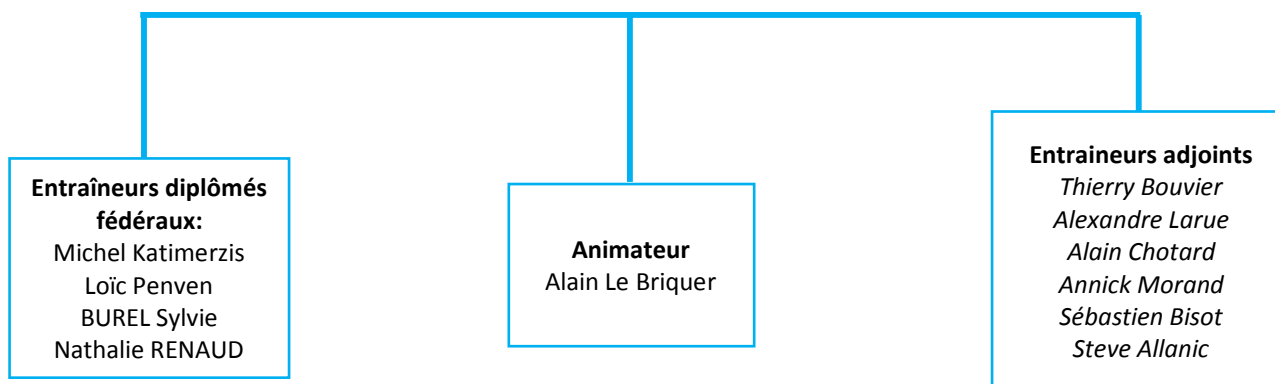 Entraîneurs diplômés
fédéraux:
Michel Katimerzis
Loïc Penven
BUREL Sylvie
Nathalie RENAUD
Animateur
Alain Le Briquer
Entraineurs adjoints
Thierry Bouvier
Alexandre Larue
Alain Chotard
Annick Morand
Sébastien Bisot
Steve Allanic